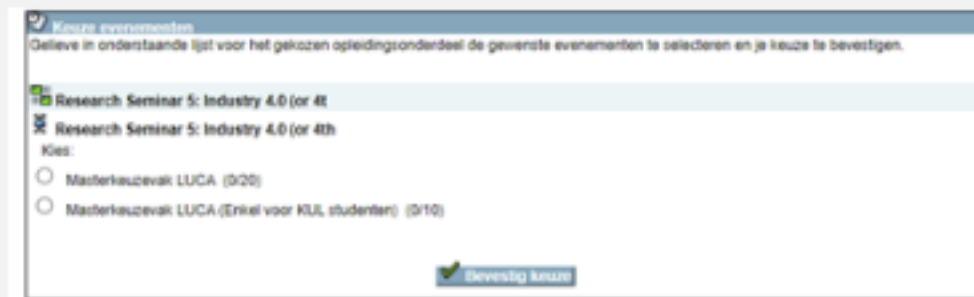 Keuze evenementen
Gelieve in onderstaande lijst voor het gekozen opleidingsonderdeel de gewenste evenementen te selecteren en je keuze te bevestigen.
Research Seminar 5: Industry 4.0 (or 4t
Research Seminar 5: Industry 4.0 (or 4th
Kies:
Masterkeuzevak LUCA (0/20)
Masterkeuzevak LUCA (Enkel voor KUL studenten) (0/10)
Bevestig keuze